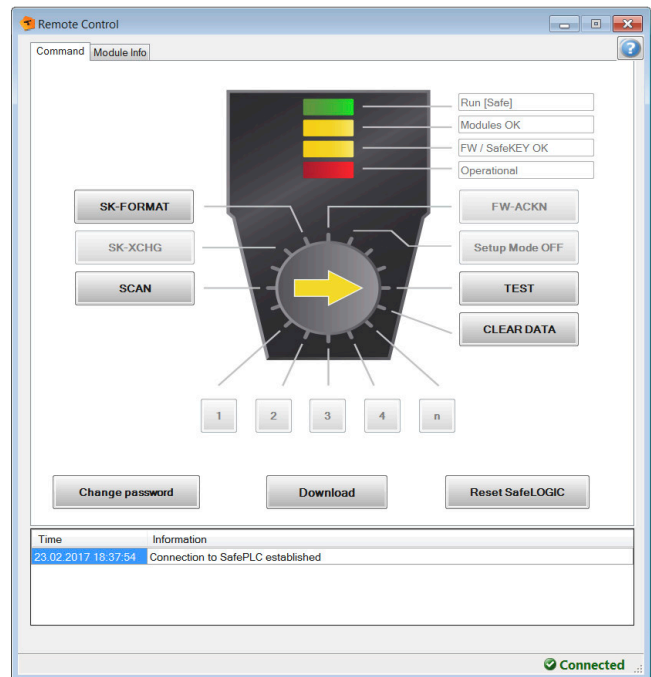 Remote Control
Command Module Info
Run [Safe]
Modules OK
FW / SafeKEY OK
Operational
SK-FORMAT
FW-ACKN
SK-XCHG
Setup Mode OFF
SCAN
TEST
CLEAR DATA
1 2 3 4 n
Change password Download Reset SafeLOGIC
Time Information
23.02.2017 18:37:54 Connection to SafePLC established
Connected